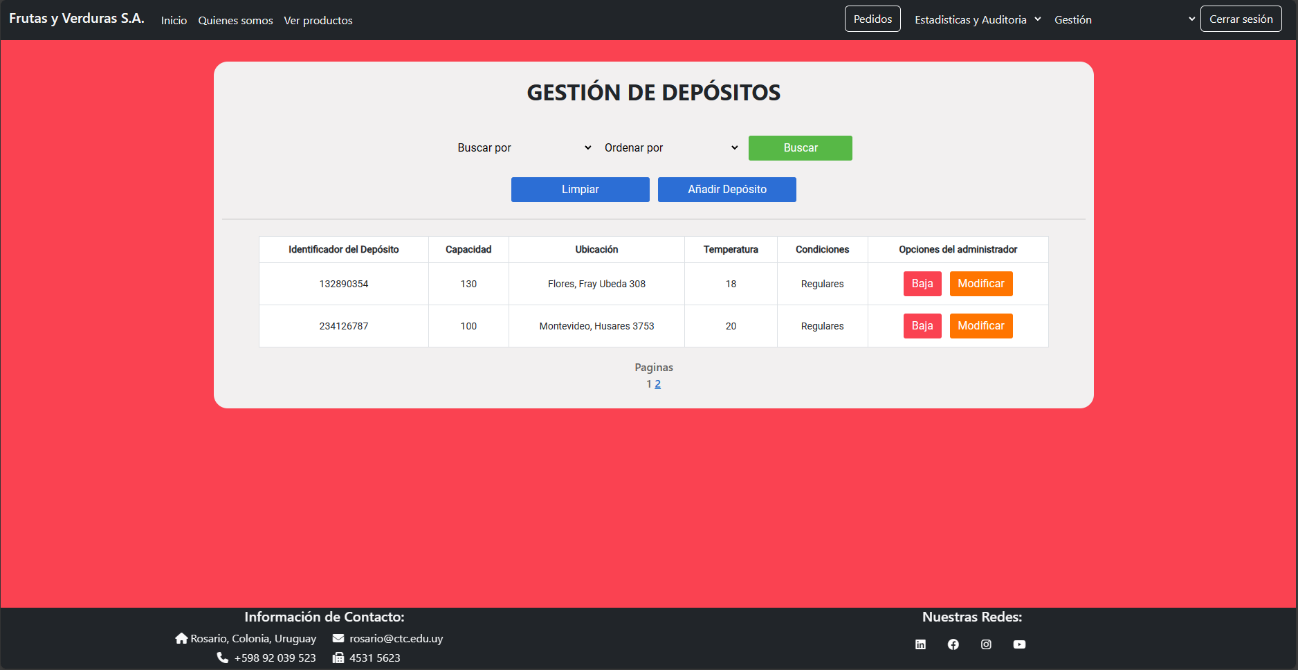 Frutas y Verduras S.A. Inicio Quienes somos Ver productos Pedidos Estadisticas y Auditoria Gestión Cerrar sesión
GESTIÓN DE DEPÓSITOS
Buscar por Ordenar por Buscar
Limpiar Añadir Depósito
Identificador del Depósito Capacidad Ubicación Temperatura Condiciones Opciones del administrador
132890354 130 Flores, Fray Ubeda 308 18 Regulares Baja Modificar
234126787 100 Montevideo, Husares 3753 20 Regulares Baja Modificar
Paginas
1 2
Información de Contacto: Nuestras Redes:
Rosario, Colonia, Uruguay rosario@ctc.edu.uy
+598 92 039 523 4531 5623